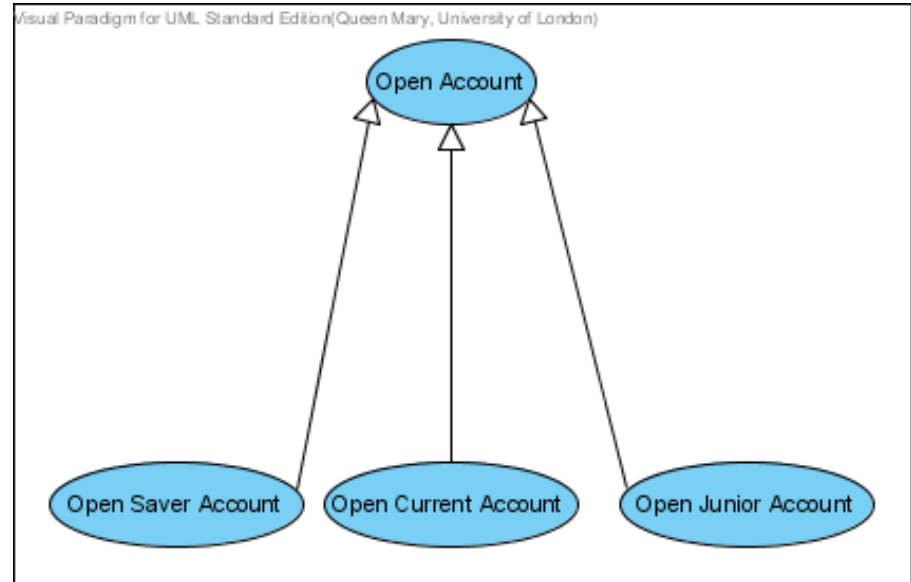 Visual Paradigm for UML Standard Edition(Queen Mary, University of London)
Open Account
Open Saver Account
Open Current Account
Open Junior Account